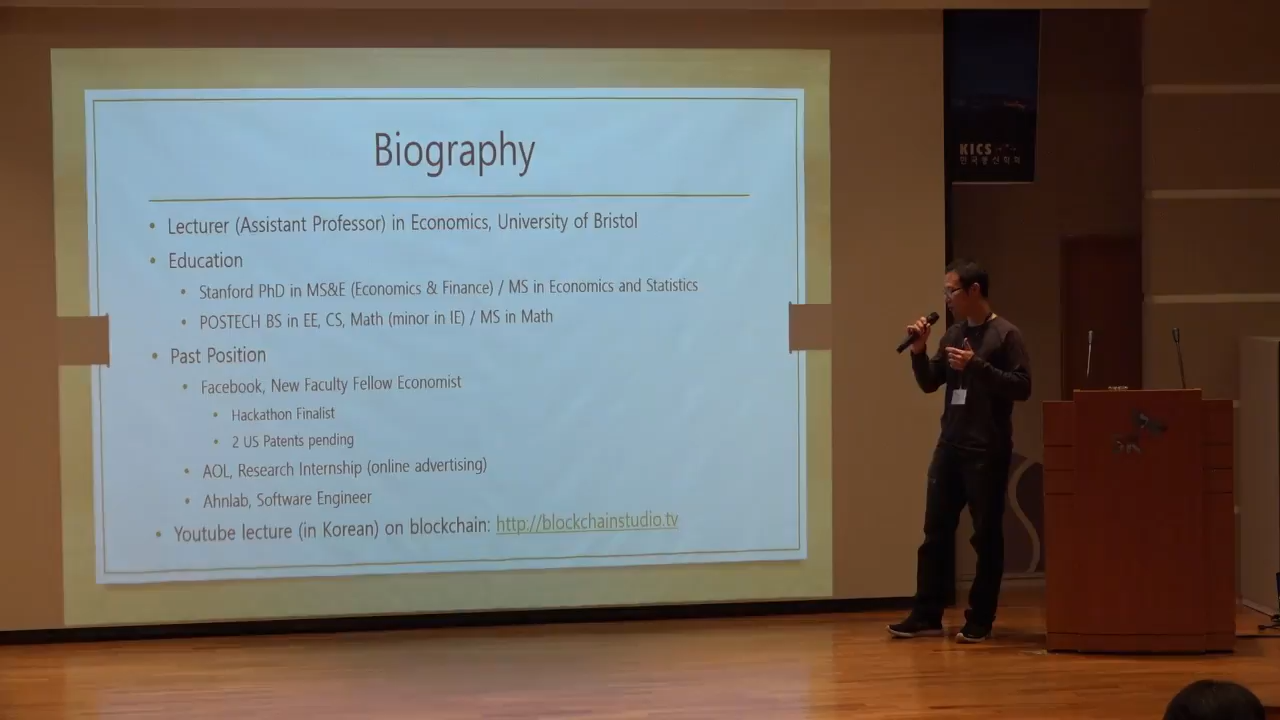 Biography
• Lecturer (Assistant Professor) in Economics, University of Bristol
• Education
• Stanford PhD in MS&E (Economics & Finance) / MS in Economics and Statistics
• POSTECH BS in EE, CS, Math (minor in IE) / MS in Math
• Past Position
• Facebook, New Faculty Fellow Economist
• Hackathon Finalist
• 2 US Patents pending
• AOL, Research Internship (online advertising)
• Ahnlab, Software Engineer
• Youtube lecture (in Korean) on blockchain: http://blockchainstudio.tv
KICS